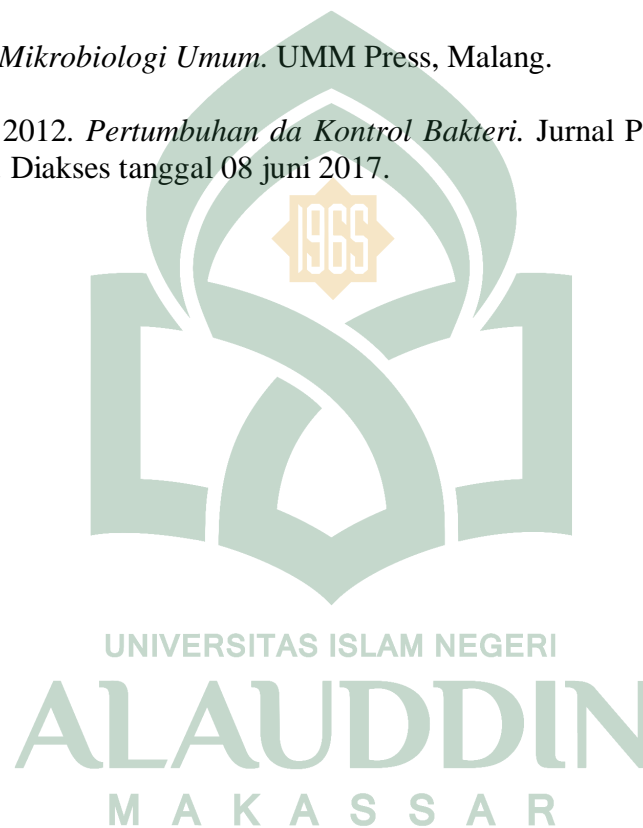 Mikrobiologi Umum. UMM Press, Malang.
2012. Pertumbuhan da Kontrol Bakteri. Jurnal P
Diakses tanggal 08 juni 2017.
1965
UNIVERSITAS ISLAM NEGERI
ALAUDDIN
MAKASSAR